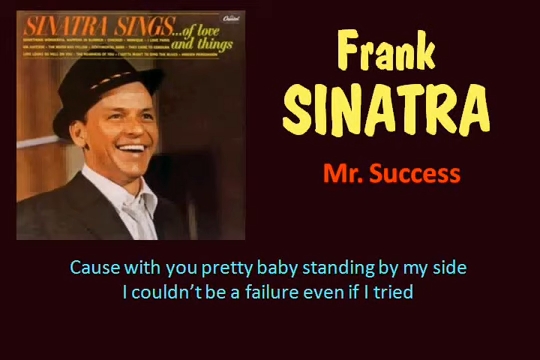 SINATRA SINGS...of love
and things
Capitol
Frank
SINATRA
Mr. Success
Cause with you pretty baby standing by my side
I couldn't be a failure even if I tried